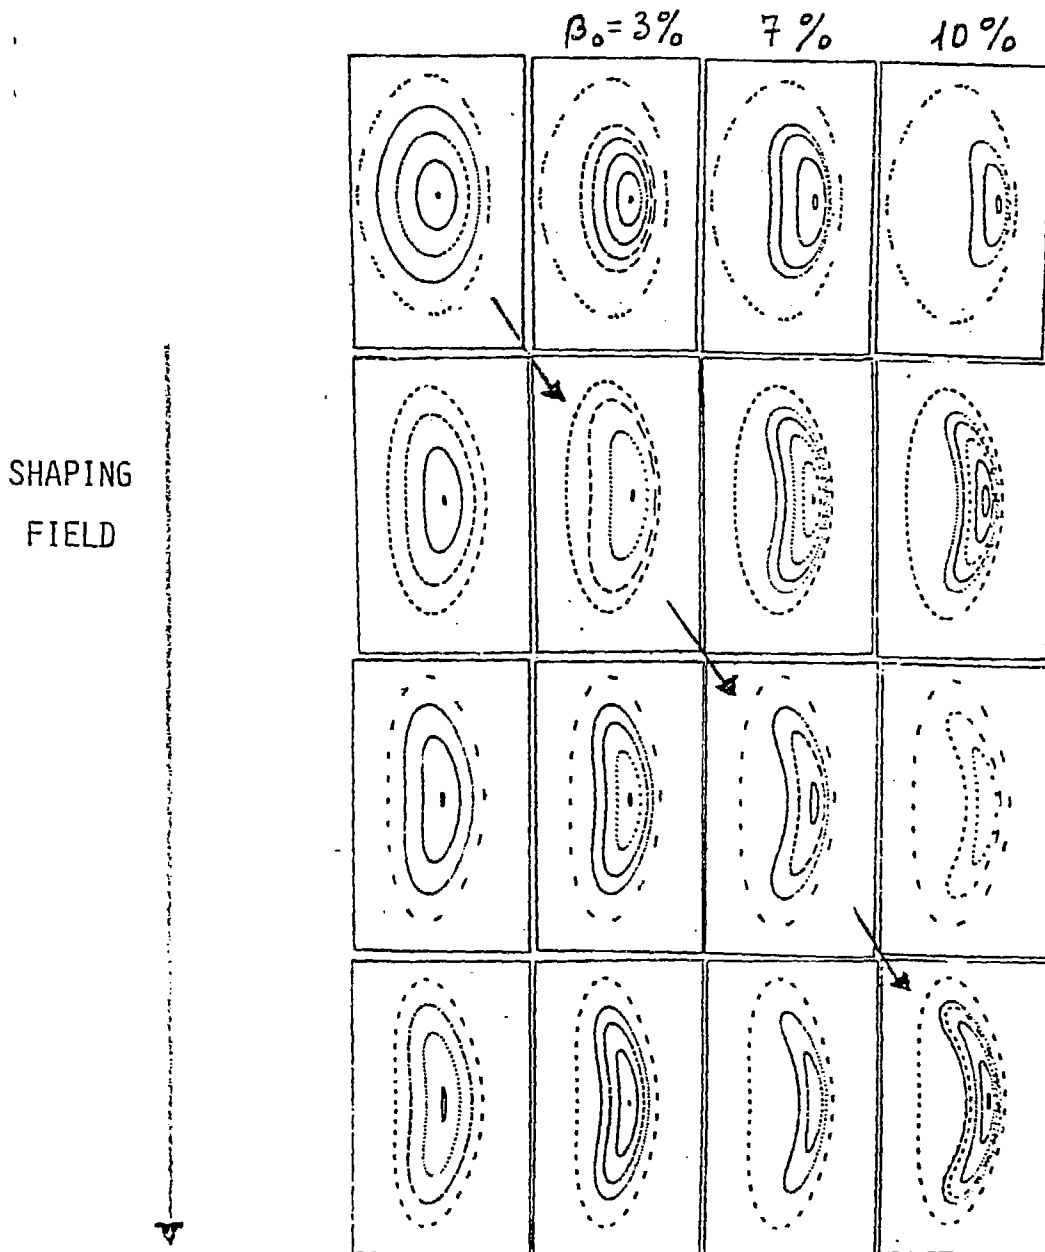 β₀ = 3% 7 % 10 %
SHAPING
FIELD